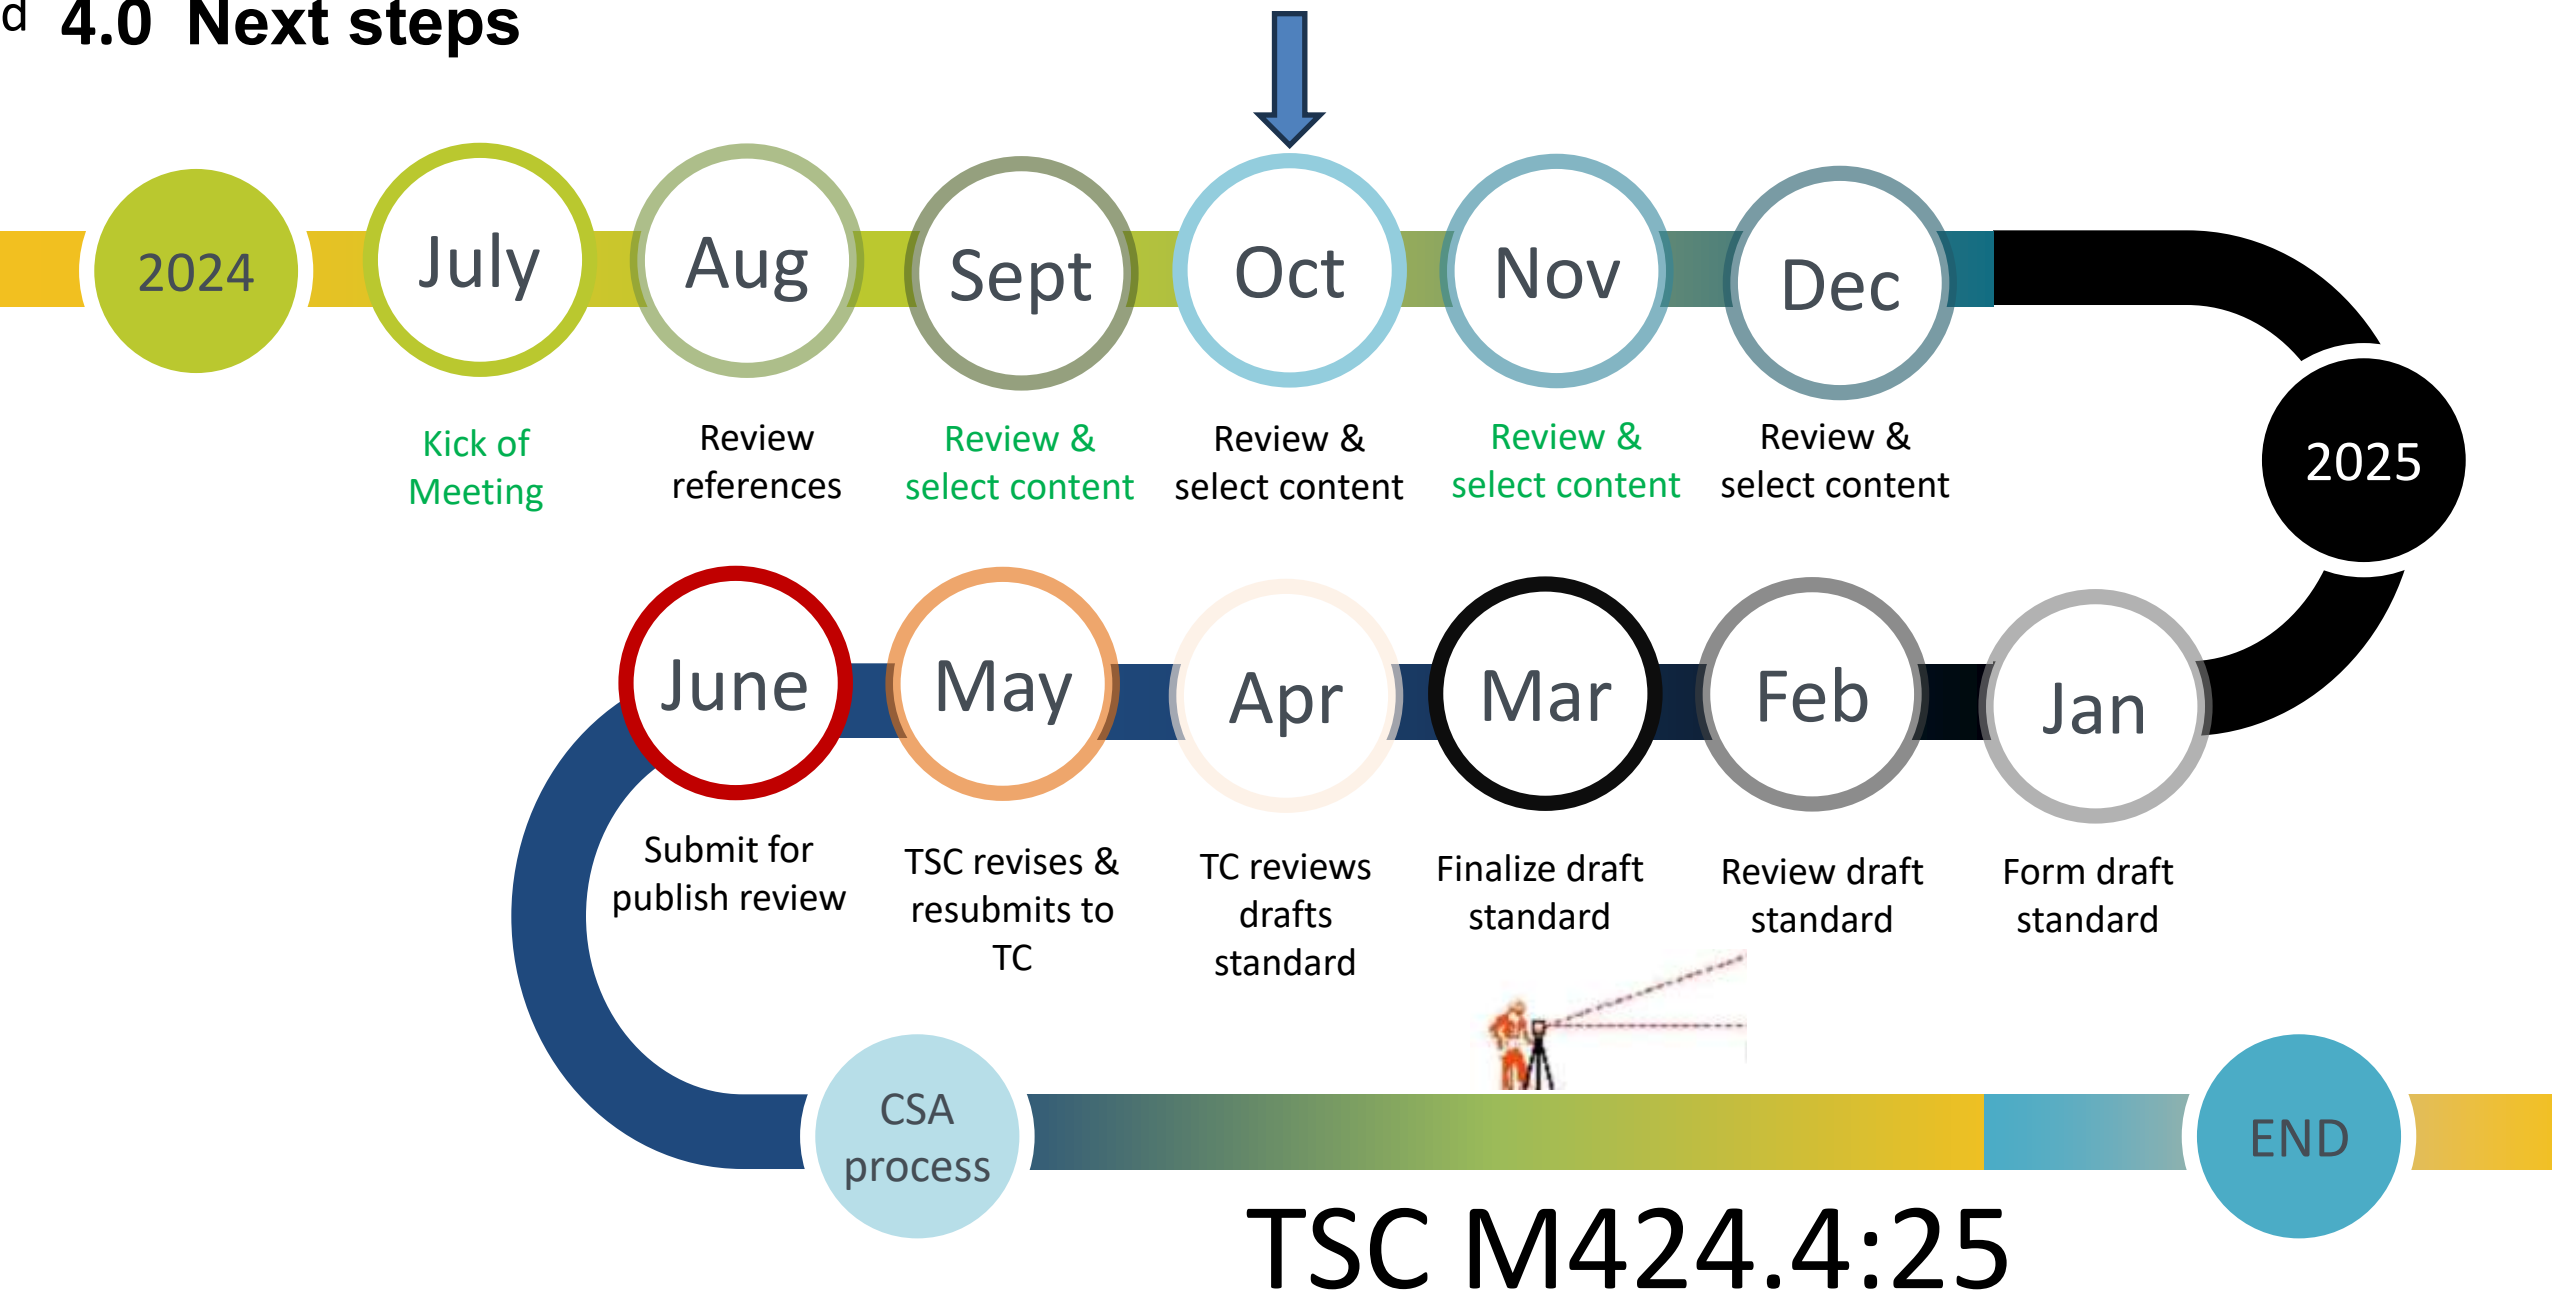 d 4.0 Next steps
2024
July
Aug
Sept
Oct
Nov
Dec
Kick of
Meeting
Review
references
Review &
select content
Review &
select content
Review &
select content
Review &
select content
2025
June
May
Apr
Mar
Feb
Jan
Submit for
publish review
TSC revises &
resubmits to
TC
TC reviews
drafts
standard
Finalize draft
standard
Review draft
standard
Form draft
standard
CSA
process
END
TSC M424.4:25